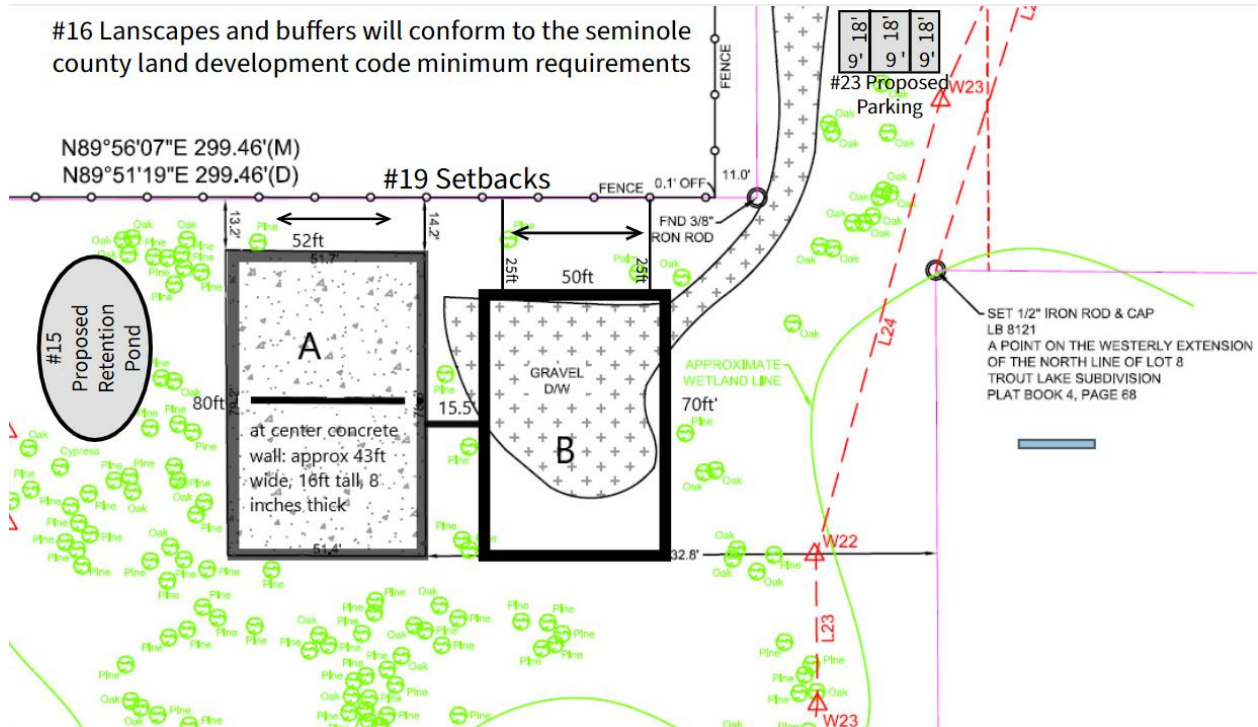 #16 Lanscapes and buffers will conform to the seminole
county land development code minimum requirements
18' 18' 18'
9' 9' 9'
#23 Proposed
Parking
W23
FENCE
N89°56'07"E 299.46'(M)
N89°51'19"E 299.46'(D)
#19 Setbacks
FENCE
0.1' OFF
11.0'
FND 3/8"
IRON ROD
13.2'
14.2'
52ft
51.7'
25ft
25ft
50ft
#15
Proposed
Retention
Pond
A
80ft
at center concrete
wall: approx 43ft
wide, 16ft tall, 8
inches thick
51.4'
15.5'
GRAVEL
D/W
B
70ft'
32.8'
APPROXIMATE
WETLAND LINE
L24
SET 1/2" IRON ROD & CAP
LB 8121
A POINT ON THE WESTERLY EXTENSION
OF THE NORTH LINE OF LOT 8
TROUT LAKE SUBDIVISION
PLAT BOOK 4, PAGE 68
W22
L23
W23
Oak
Oak
Pine
Pine
Cypress
Palm